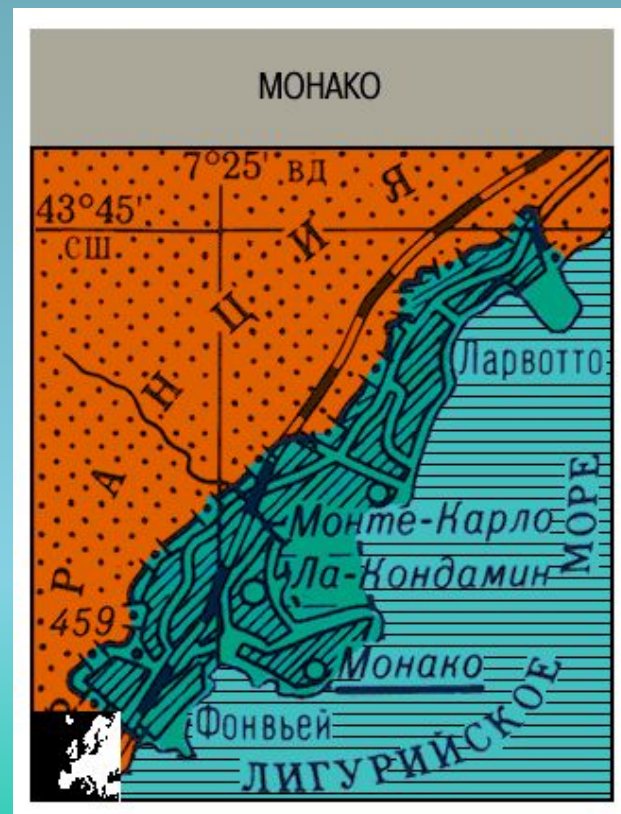 МОНАКО
7°25' ВД
43°45'
СШ
ФРАНЦИЯ
Ларвотто
Монте-Карло
Ла-Кондамин
459
Монако
Фонвьей
ЛИГУРИЙСКОЕ МОРЕ